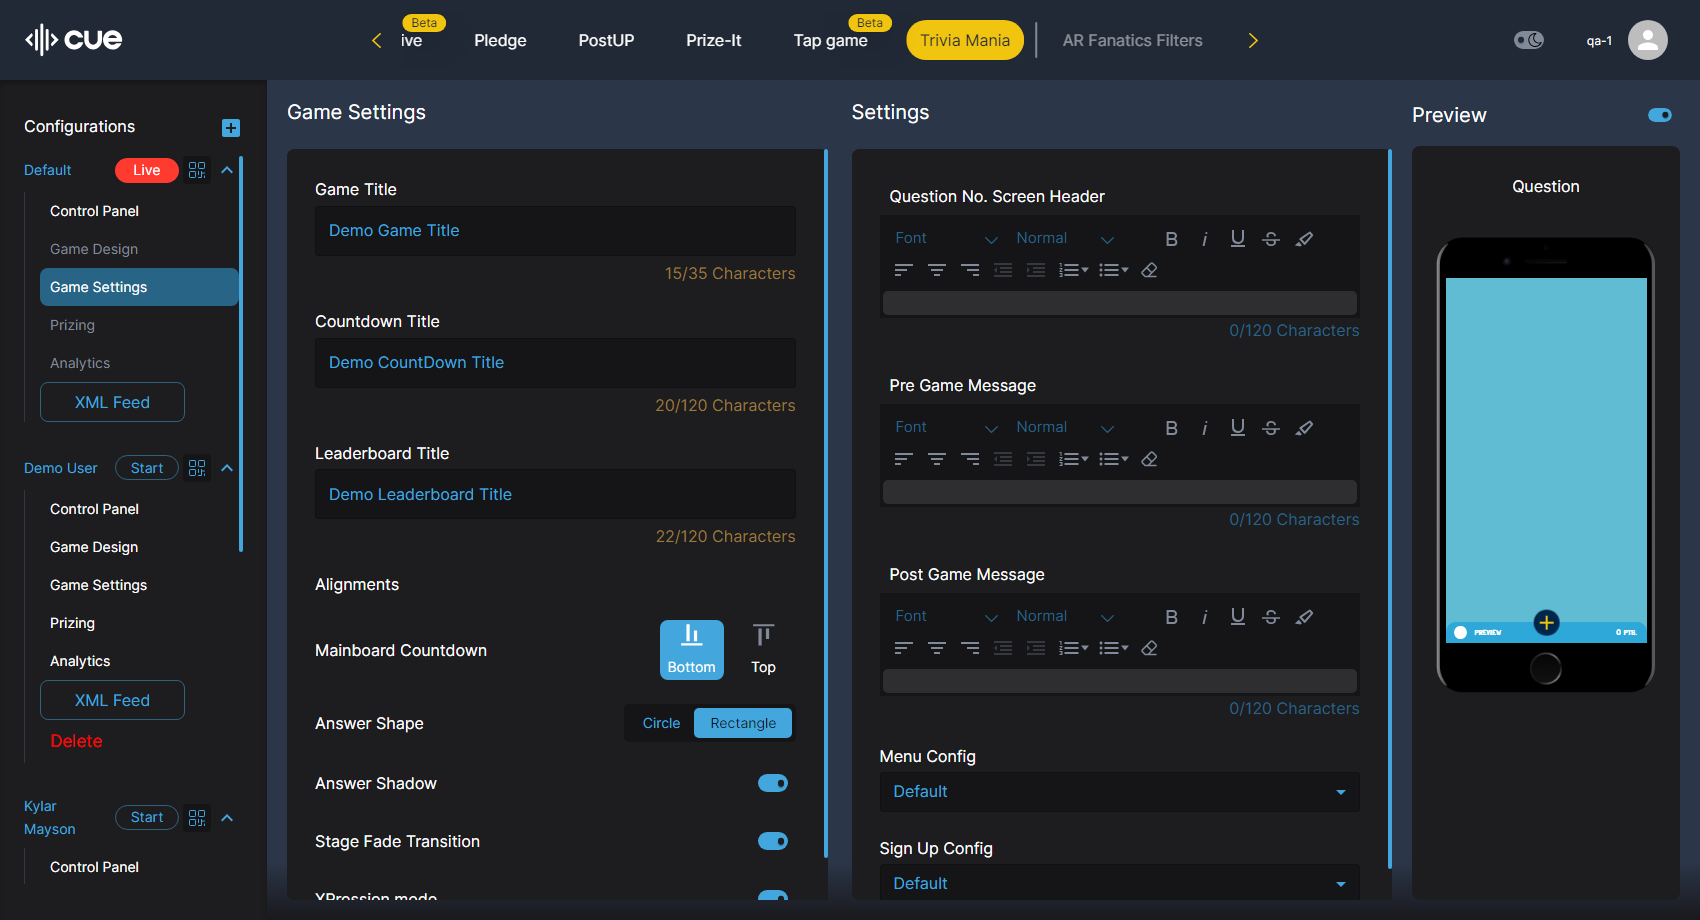 cue
Beta
ive
Pledge
PostUP
Prize-It
Beta
Tap game
Trivia Mania
AR Fanatics Filters
qa-1
Configurations
Default
Live
Control Panel
Game Design
Game Settings
Prizing
Analytics
XML Feed
Demo User
Start
Control Panel
Game Design
Game Settings
Prizing
Analytics
XML Feed
Delete
Kylar
Mayson
Start
Control Panel
Game Settings
Game Title
Demo Game Title
15/35 Characters
Countdown Title
Demo CountDown Title
20/120 Characters
Leaderboard Title
Demo Leaderboard Title
22/120 Characters
Alignments
Mainboard Countdown
Bottom
Top
Answer Shape
Circle
Rectangle
Answer Shadow
Stage Fade Transition
XPression mode
Settings
Question No. Screen Header
Font
Normal
B i U S
0/120 Characters
Pre Game Message
Font
Normal
B i U S
0/120 Characters
Post Game Message
Font
Normal
B i U S
0/120 Characters
Menu Config
Default
Sign Up Config
Default
Preview
Question
PREVIEW
0 PTS.